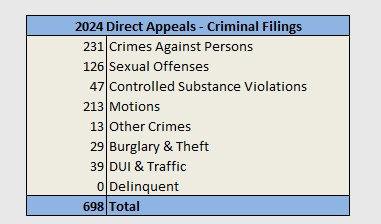 2024 Direct Appeals - Criminal Filings
231 Crimes Against Persons
126 Sexual Offenses
47 Controlled Substance Violations
213 Motions
13 Other Crimes
29 Burglary & Theft
39 DUI & Traffic
0 Delinquent
698 Total